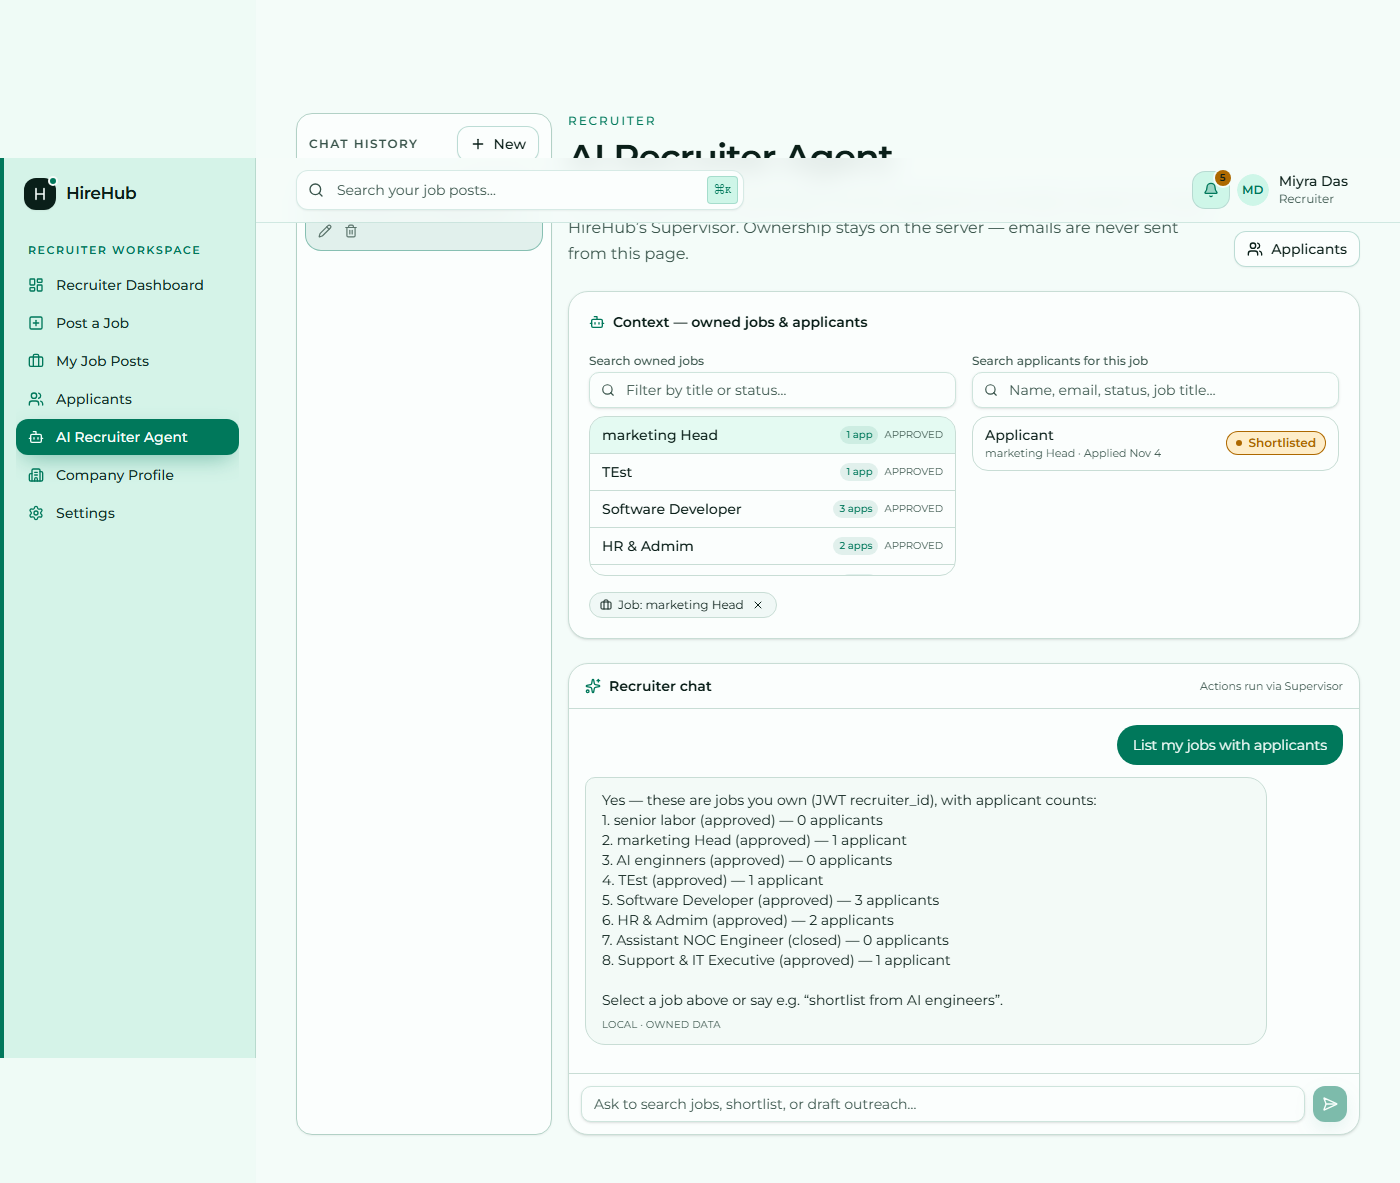 RECRUITER
CHAT HISTORY
New
AI Recruiter Agent
H
HireHub
Search your job posts...
⌘K
5
MD
Miyra Das
Recruiter
HireHub's Supervisor. Ownership stays on the server — emails are never sent
from this page.
Applicants
RECRUITER WORKSPACE
Recruiter Dashboard
Post a Job
My Job Posts
Applicants
AI Recruiter Agent
Company Profile
Settings
Context — owned jobs & applicants
Search owned jobs
Filter by title or status...
marketing Head 1 app APPROVED
TEst 1 app APPROVED
Software Developer 3 apps APPROVED
HR & Admim 2 apps APPROVED
Search applicants for this job
Name, email, status, job title...
Applicant
marketing Head · Applied Nov 4
Shortlisted
Job: marketing Head
Recruiter chat
Actions run via Supervisor
List my jobs with applicants
Yes — these are jobs you own (JWT recruiter_id), with applicant counts:
1. senior labor (approved) — 0 applicants
2. marketing Head (approved) — 1 applicant
3. AI enginners (approved) — 0 applicants
4. TEst (approved) — 1 applicant
5. Software Developer (approved) — 3 applicants
6. HR & Admim (approved) — 2 applicants
7. Assistant NOC Engineer (closed) — 0 applicants
8. Support & IT Executive (approved) — 1 applicant
Select a job above or say e.g. “shortlist from AI engineers”.
LOCAL · OWNED DATA
Ask to search jobs, shortlist, or draft outreach...